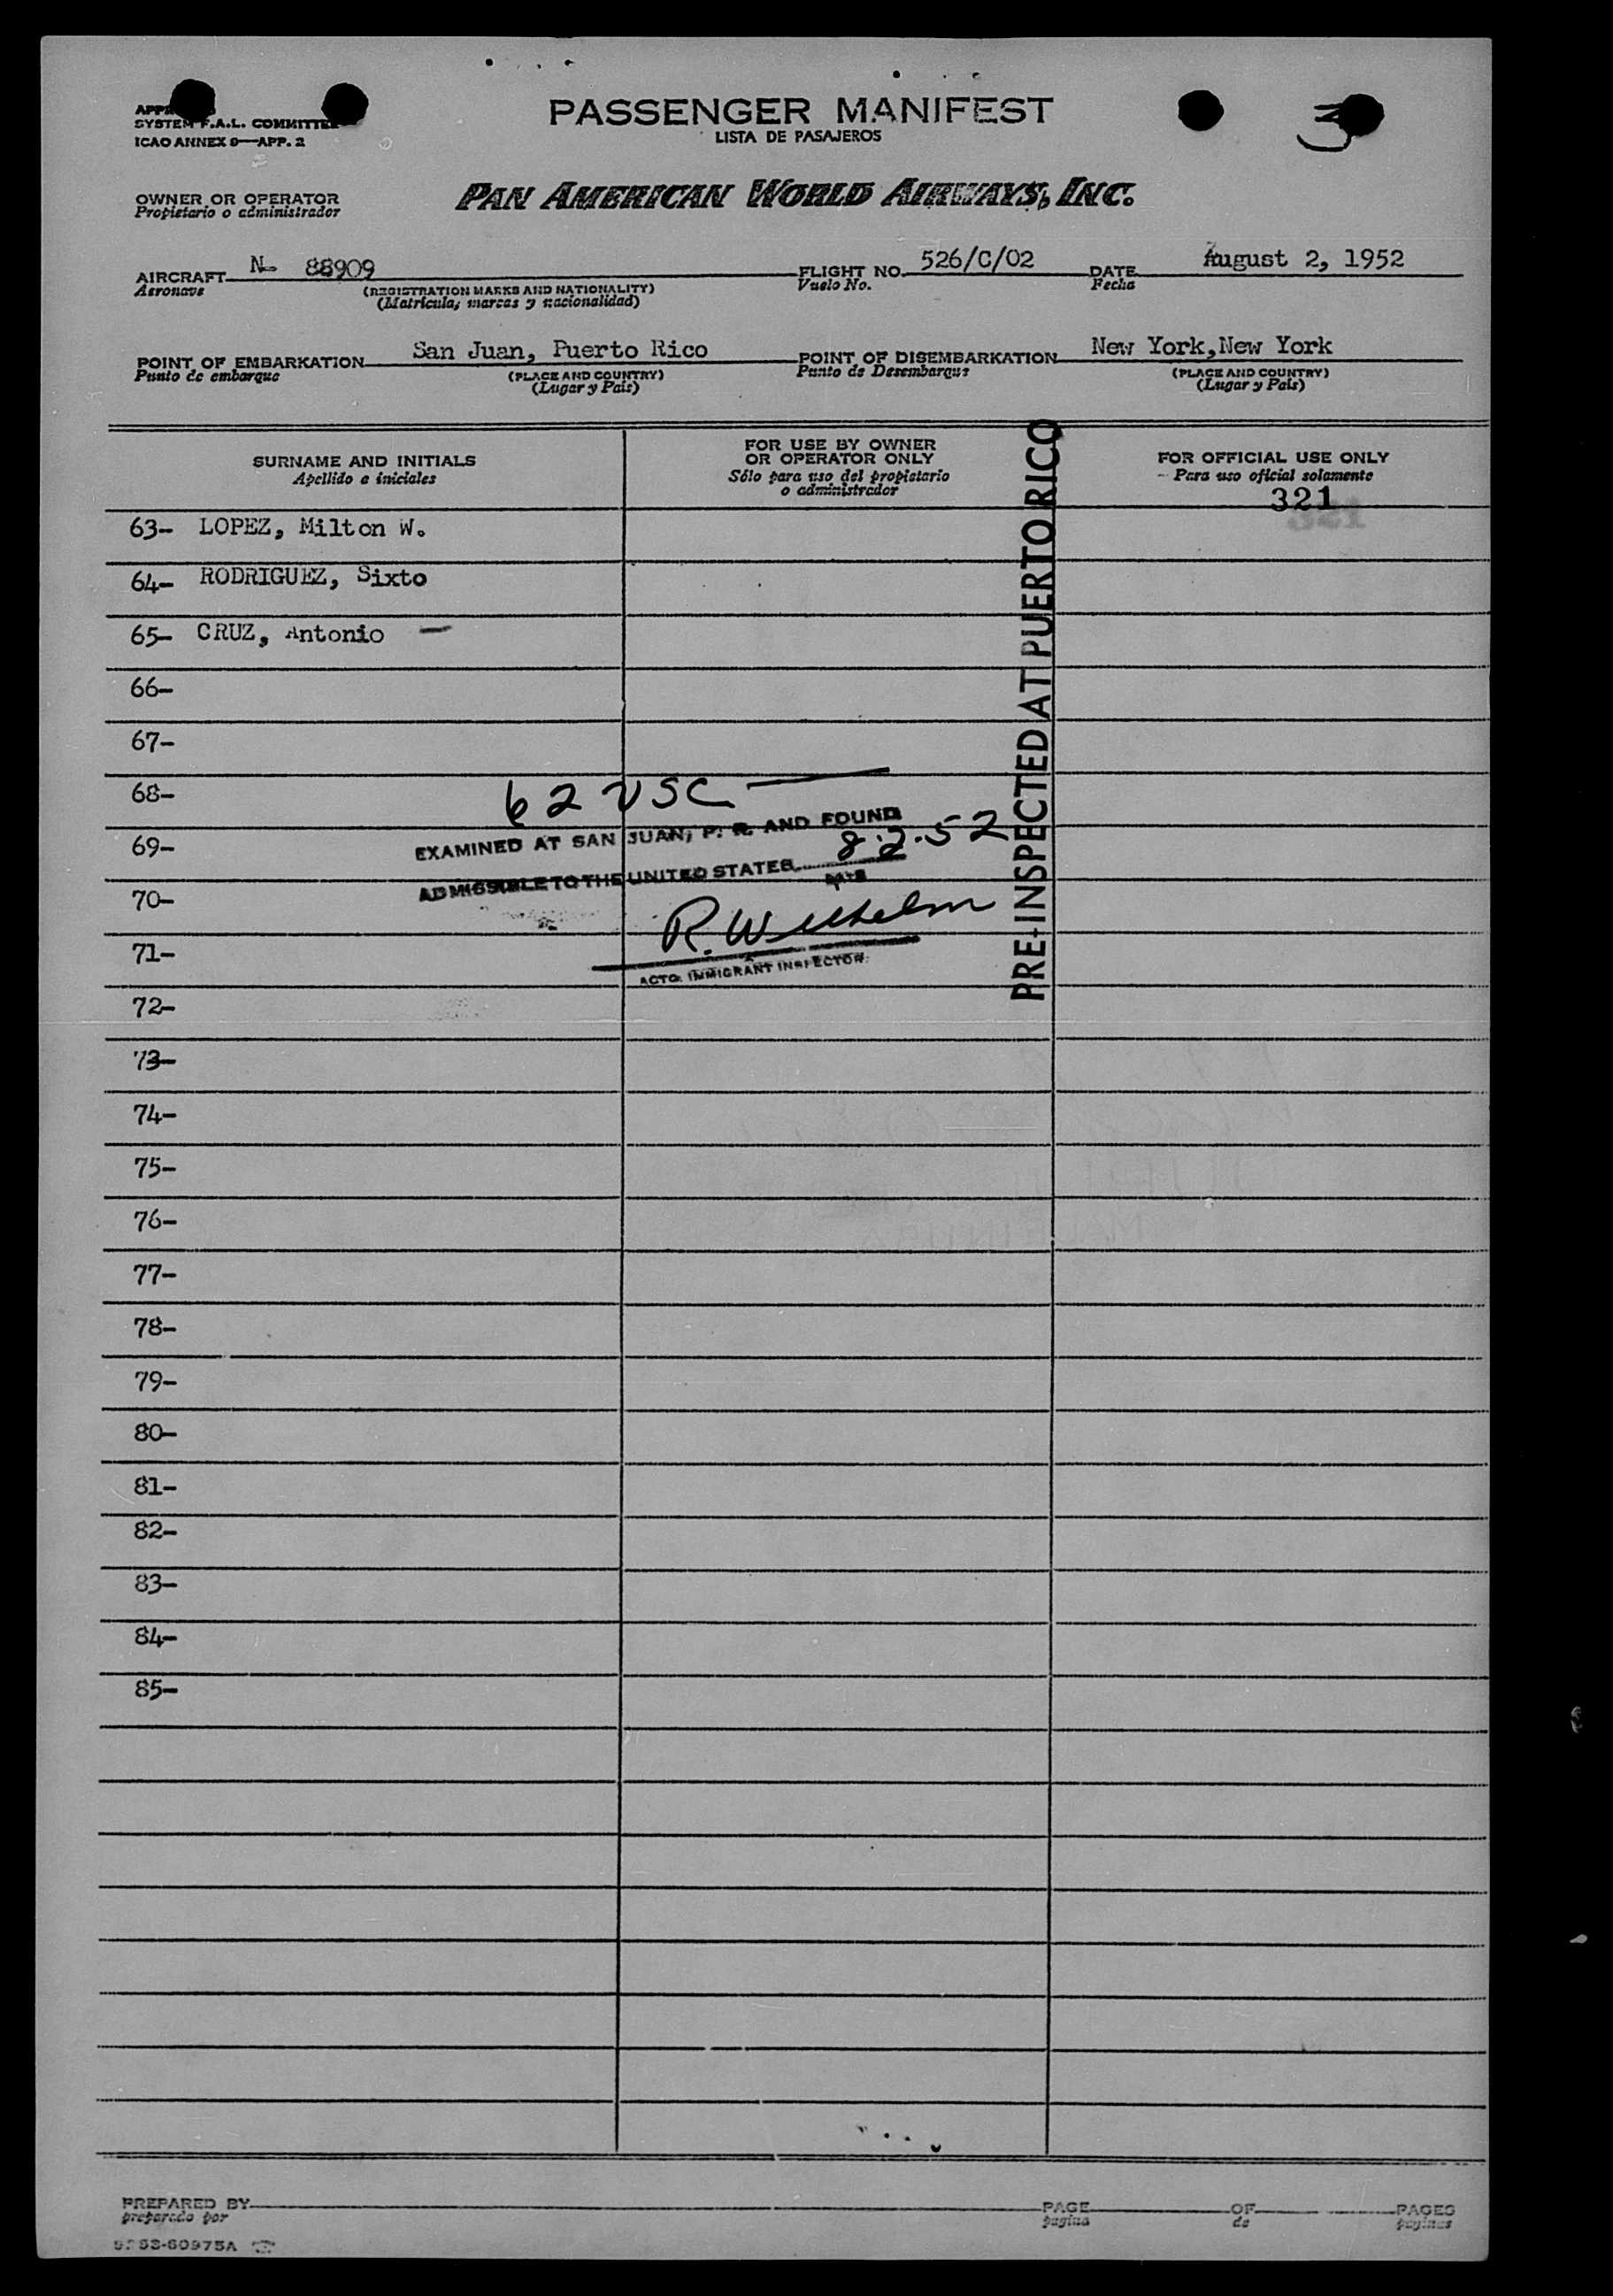 PASSENGER MANIFEST
LISTA DE PASAJEROS
SYSTEM F.A.L. COMMITTEE
ICAO ANNEX 9—APP. 2
OWNER OR OPERATOR
Propietario o administrador
PAN AMERICAN WORLD AIRWAYS, INC.
AIRCRAFT N- 88909 FLIGHT NO. 526/C/02 DATE August 2, 1952
Aeronave (REGISTRATION MARKS AND NATIONALITY) Vuelo No. Fecha
(Matricula, marcas y nacionalidad)
POINT OF EMBARKATION San Juan, Puerto Rico POINT OF DISEMBARKATION New York, New York
Punto de embarque (PLACE AND COUNTRY) Punto de Desembarque (PLACE AND COUNTRY)
(Lugar y País) (Lugar y País)
SURNAME AND INITIALS
Apellido e iniciales
FOR USE BY OWNER
OR OPERATOR ONLY
Sólo para uso del propietario
o administrador
FOR OFFICIAL USE ONLY
Para uso oficial solamente
321
PRE-INSPECTED AT PUERTO RICO
63- LOPEZ, Milton W.
64- RODRIGUEZ, Sixto
65- CRUZ, Antonio —
66-
67-
68-
62 USC —
69-
EXAMINED AT SAN JUAN, P. R. AND FOUND
ADMISSIBLE TO THE UNITED STATES 8.2.52
DATE
70-
R. Wilhelm
71-
ACTG. IMMIGRANT INSPECTOR
72-
73-
74-
75-
76-
77-
78-
79-
80-
81-
82-
83-
84-
85-
PREPARED BY PAGE OF PAGES
preparado por pagina de paginas